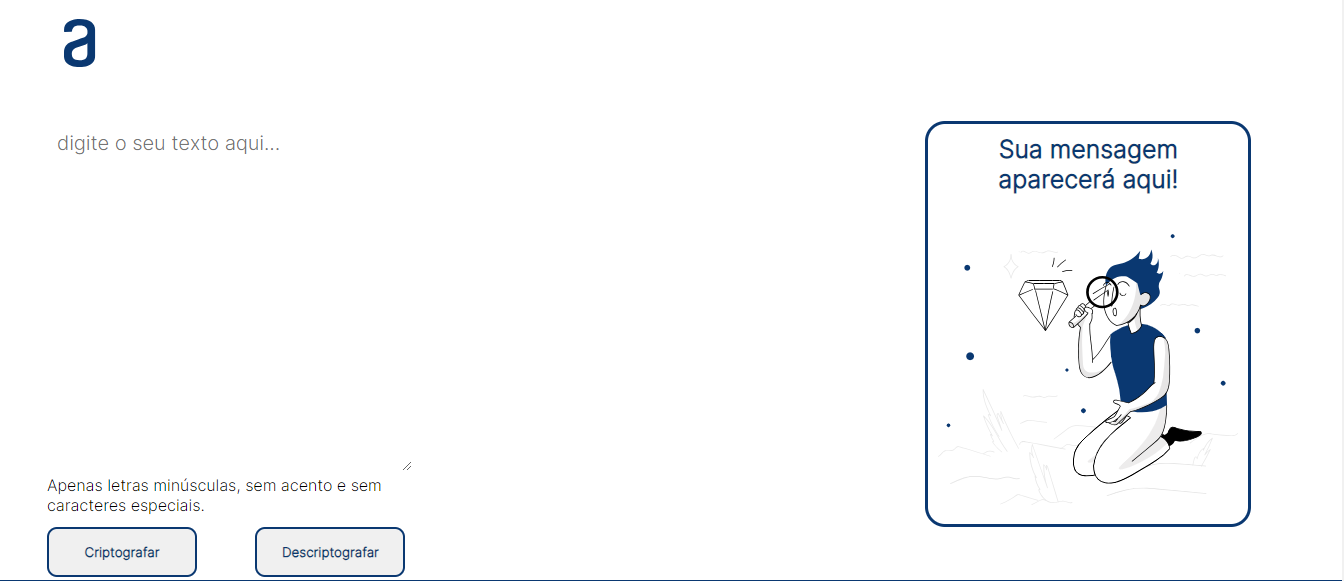 a
digite o seu texto aqui...
Apenas letras minúsculas, sem acento e sem
caracteres especiais.
Criptografar
Descriptografar
Sua mensagem
aparecerá aqui!